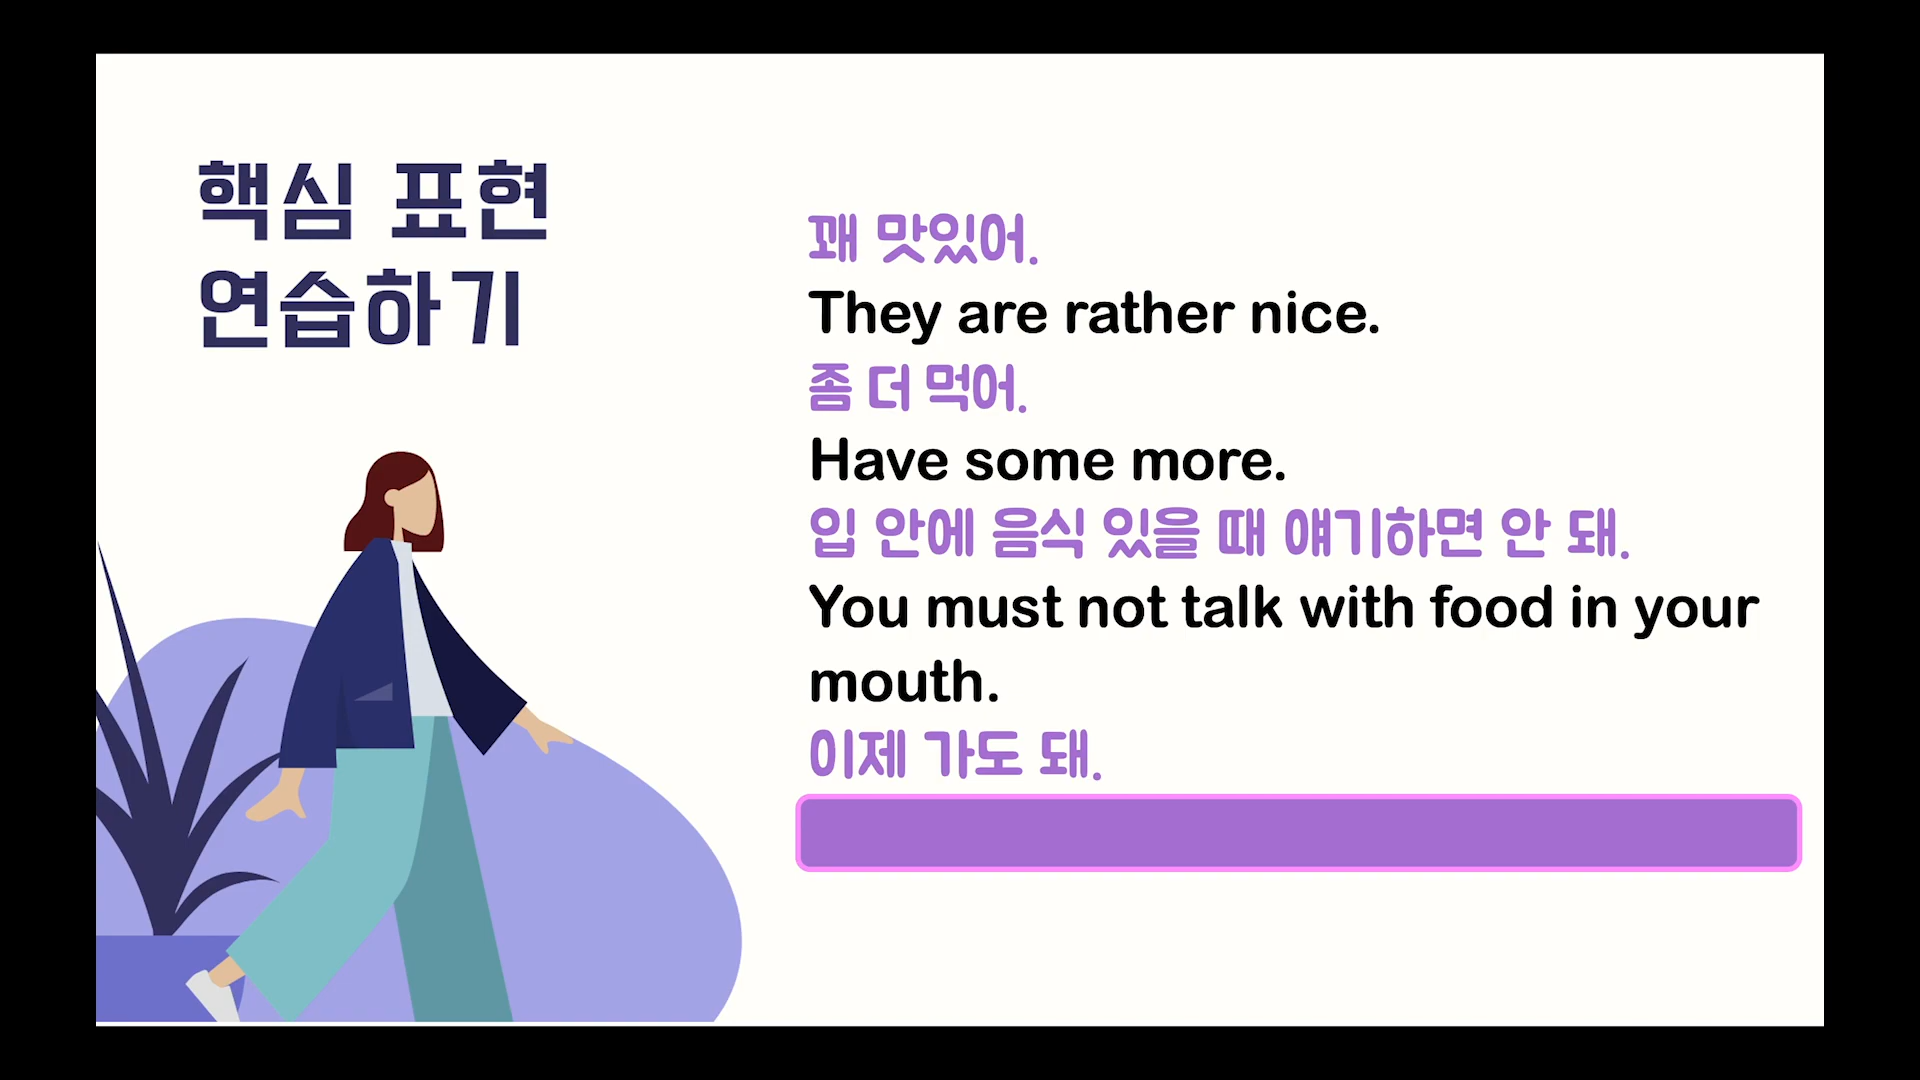 핵심 표현
연습하기
꽤 맛있어.
They are rather nice.
좀 더 먹어.
Have some more.
입 안에 음식 있을 때 얘기하면 안 돼.
You must not talk with food in your
mouth.
이제 가도 돼.